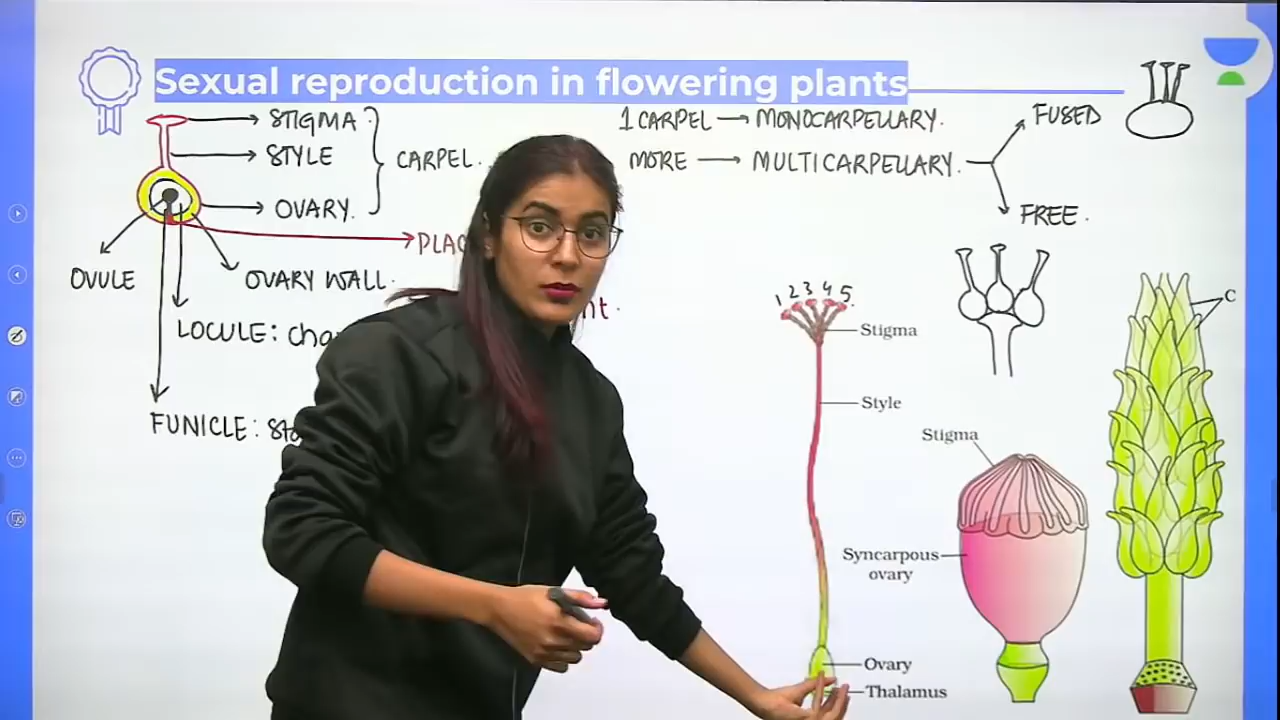 Sexual reproduction in flowering plants
STIGMA
STYLE
OVARY
CARPEL.
OVULE
OVARY WALL.
LOCULE:
FUNICLE:
1 CARPEL → MONOCARPELLARY.
MORE → MULTICARPELLARY.
FUSED
FREE.
1 2 3 4 5
Stigma
Style
Ovary
Thalamus
Stigma
Syncarpous
ovary
C